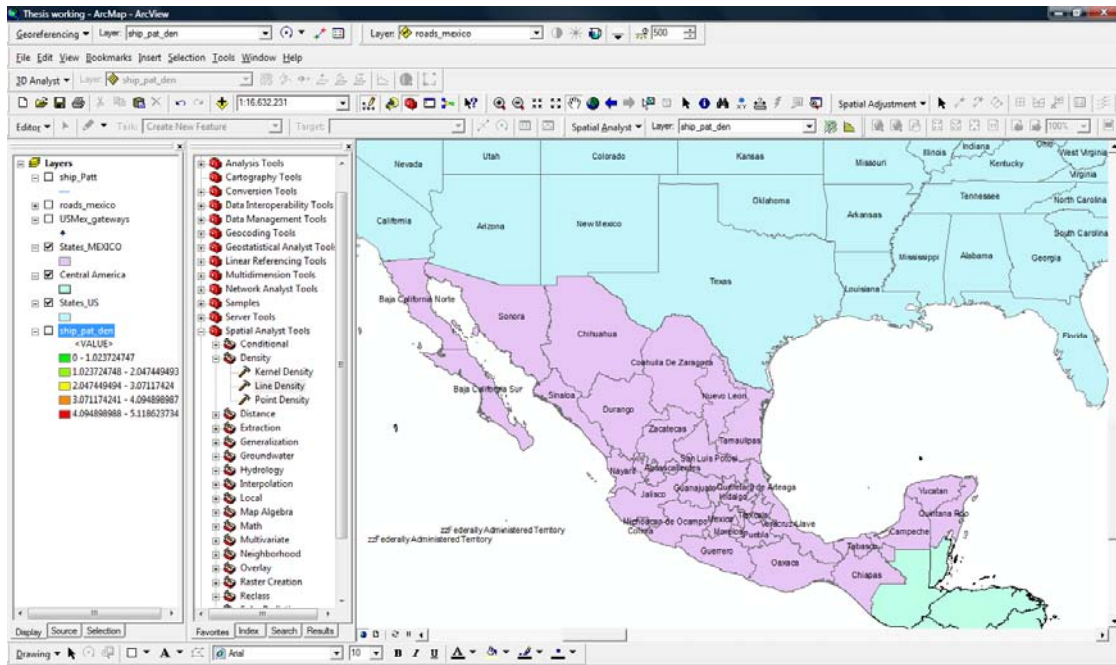 Thesis working - ArcMap - ArcView
Georeferencing Layer: ship_pat_den
Layer: roads_mexico 500
File Edit View Bookmarks Insert Selection Tools Window Help
3D Analyst Layer: ship_pat_den
1:16.632.231
Spatial Adjustment
Editor Task: Create New Feature Target:
Spatial Analyst Layer: ship_pat_den
100%
Layers
ship_Patt
roads_mexico
USMex_gateways
States_MEXICO
Central America
States_US
ship_pat_den
<VALUE>
0 - 1.023724747
1.023724748 - 2.047449493
2.047449494 - 3.07117424
3.071174241 - 4.094898987
4.094898988 - 5.118623734
Display Source Selection
Analysis Tools
Cartography Tools
Conversion Tools
Data Interoperability Tools
Data Management Tools
Geocoding Tools
Geostatistical Analyst Tool
Linear Referencing Tools
Multidimension Tools
Network Analyst Tools
Samples
Server Tools
Spatial Analyst Tools
Conditional
Density
Kernel Density
Line Density
Point Density
Distance
Extraction
Generalization
Groundwater
Hydrology
Interpolation
Local
Map Algebra
Math
Multivariate
Neighborhood
Overlay
Raster Creation
Reclass
Favorites Index Search Results
Nevada
Utah
Colorado
Kansas
Missouri
Illinois
Indiana
Ohio
West Virginia
Kentucky
Virginia
California
Arizona
New Mexico
Oklahoma
Arkansas
Tennessee
North Carolina
South Carolina
Texas
Louisiana
Mississippi
Alabama
Georgia
Florida
Baja California Norte
Sonora
Chihuahua
Coahuila De Zaragoza
Baja California Sur
Sinaloa
Durango
Nuevo Leon
Zacatecas
Tamaulipas
San Luis Potosi
Nayarit
Aguascalientes
Jalisco
Guanajuato
Queretaro de Arteaga
Hidalgo
Michoacan de Ocampo
Mexico
Tlaxcala
Veracruz-Llave
Colima
Morelos
Puebla
Guerrero
Oaxaca
Tabasco
Chiapas
Campeche
Yucatan
Quintana Roo
zzFederally Administered Territory
zzFederally Administered Territory
Drawing Arial 10 B I U A